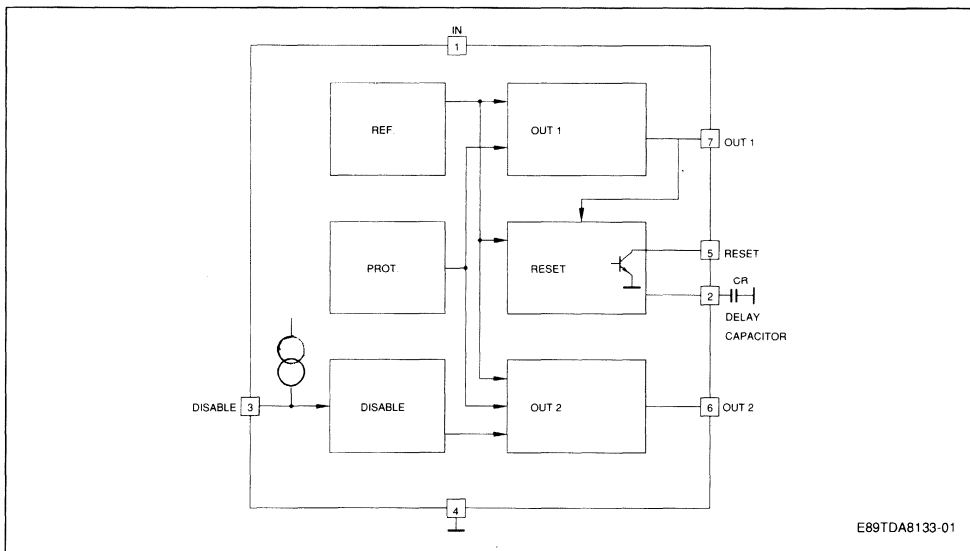 IN
1
REF.
OUT 1
7 OUT 1
PROT.
RESET
5 RESET
CR
2
DELAY
CAPACITOR
DISABLE 3
DISABLE
OUT 2
6 OUT 2
4
E89TDA8133-01